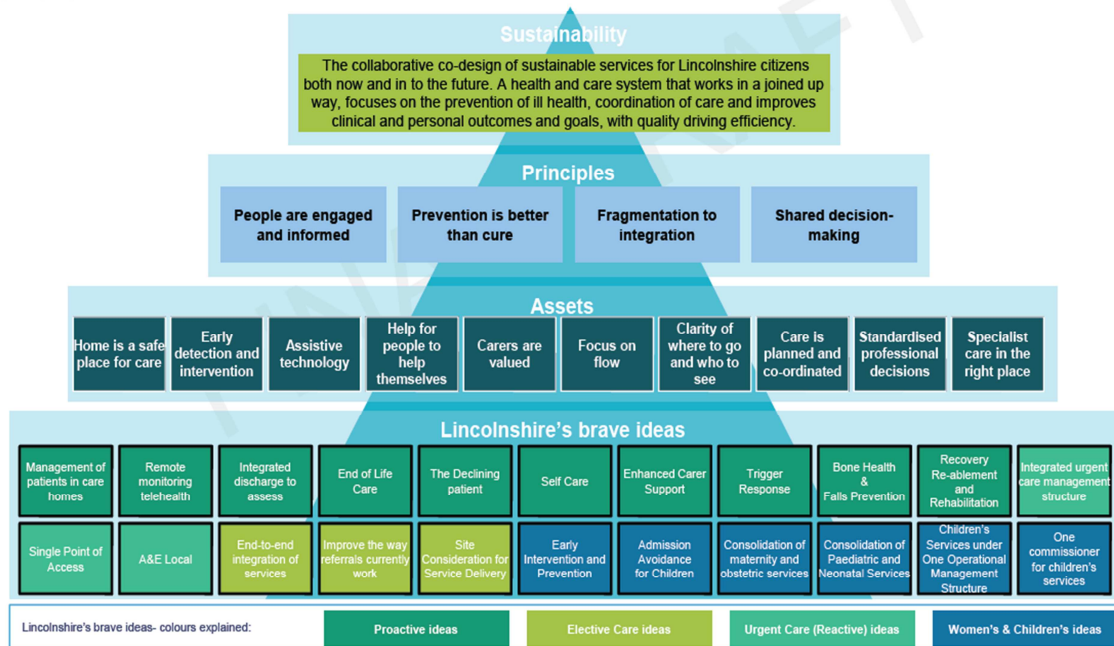 Sustainability
The collaborative co-design of sustainable services for Lincolnshire citizens
both now and in to the future. A health and care system that works in a joined up
way, focuses on the prevention of ill health, coordination of care and improves
clinical and personal outcomes and goals, with quality driving efficiency.
Principles
People are engaged
and informed
Prevention is better
than cure
Fragmentation to
integration
Shared decision-
making
Assets
Home is a safe
place for care
Early
detection and
intervention
Assistive
technology
Help for
people to
help
themselves
Carers are
valued
Focus on
flow
Clarity of
where to go
and who to
see
Care is
planned and
co-ordinated
Standardised
professional
decisions
Specialist
care in the
right place
Lincolnshire's brave ideas
Management of
patients in care
homes
Remote
monitoring
telehealth
Integrated
discharge to
assess
End of Life
Care
The Declining
patient
Self Care
Enhanced Carer
Support
Trigger
Response
Bone Health
&
Falls Prevention
Recovery
Re-ablement
and
Rehabilitation
Integrated urgent
care management
structure
Single Point of
Access
A&E Local
End-to-end
integration of
services
Improve the way
referrals currently
work
Site
Consideration for
Service Delivery
Early
Intervention and
Prevention
Admission
Avoidance
for Children
Consolidation of
maternity and
obstetric services
Consolidation of
Paediatric and
Neonatal Services
Children's
Services under
One Operational
Management
Structure
One
commissioner
for children's
services
Lincolnshire's brave ideas- colours explained:
Proactive ideas
Elective Care ideas
Urgent Care (Reactive) ideas
Women's & Children's ideas